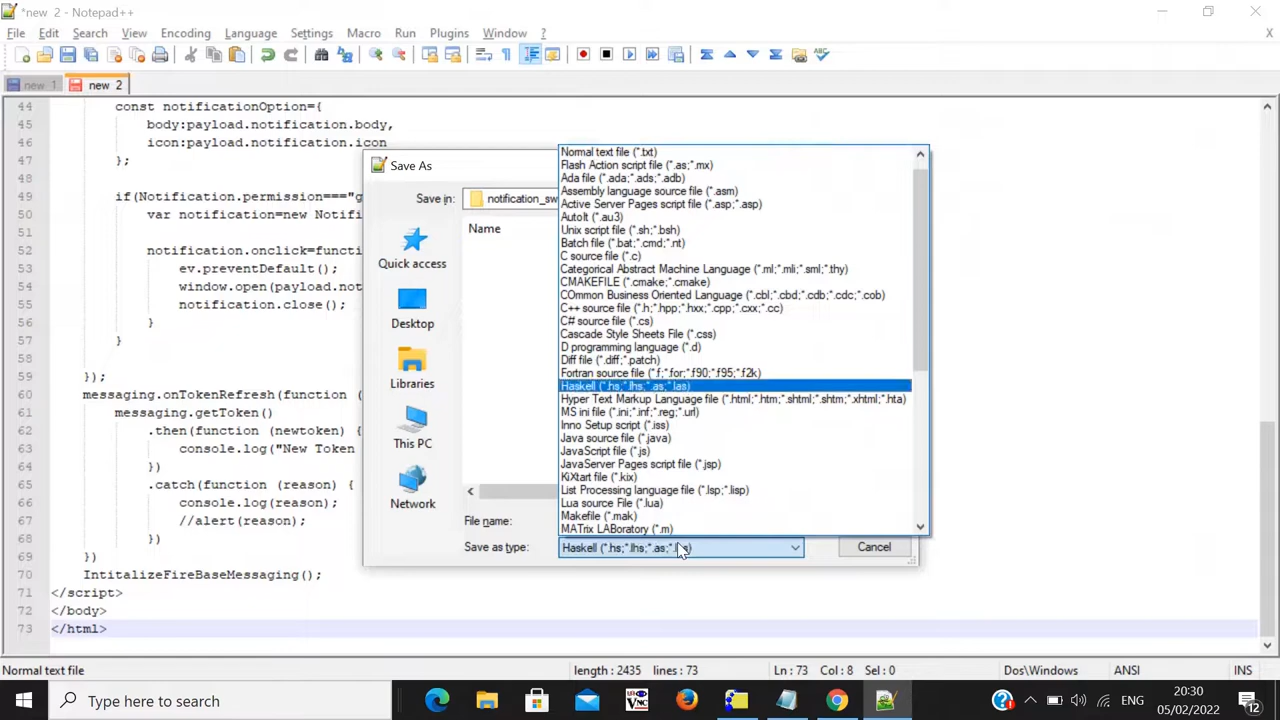 *new  2 - Notepad++
File Edit Search View Encoding Language Settings Macro Run Plugins Window ?
X
new  1
new  2
44 const notificationOption={
45 body:payload.notification.body,
46 icon:payload.notification.icon
47 };
48
49 if(Notification.permission==="g
50 var notification=new Notifi
51
52 notification.onclick=functi
53 ev.preventDefault();
54 window.open(payload.not
55 notification.close();
56 }
57 }
58
59 });
60 messaging.onTokenRefresh(function (
61 messaging.getToken()
62 .then(function (newtoken) {
63 console.log("New Token
64 })
65 .catch(function (reason) {
66 console.log(reason);
67 //alert(reason);
68 })
69 })
70 IntitalizeFireBaseMessaging();
71 </script>
72 </body>
73 </html>
Save As
Save in: notification_sw
Name
Quick access
Desktop
Libraries
This PC
Network
Normal text file (*.txt)
Flash Action script file (*.as;*.mx)
Ada file (*.ada;*.ads;*.adb)
Assembly language source file (*.asm)
Active Server Pages script file (*.asp;*.asp)
AutoIt (*.au3)
Unix script file (*.sh;*.bsh)
Batch file (*.bat;*.cmd;*.nt)
C source file (*.c)
Categorical Abstract Machine Language (*.ml;*.mli;*.sml;*.thy)
CMAKEFILE (*.cmake;*.cmake)
COmmon Business Oriented Language (*.cbl;*.cbd;*.cdb;*.cdc;*.cob)
C++ source file (*.h;*.hpp;*.hxx;*.cpp;*.cxx;*.cc)
C# source file (*.cs)
Cascade Style Sheets File (*.css)
D programming language (*.d)
Diff file (*.diff;*.patch)
Fortran source file (*.f;*.for;*.f90;*.f95;*.f2k)
Haskell (*.hs;*.lhs;*.as;*.las)
Hyper Text Markup Language file (*.html;*.htm;*.shtml;*.shtm;*.xhtml;*.hta)
MS ini file (*.ini;*.inf;*.reg;*.url)
Inno Setup script (*.iss)
Java source file (*.java)
JavaScript file (*.js)
JavaServer Pages script file (*.jsp)
KiXtart file (*.kix)
List Processing language file (*.lsp;*.lisp)
Lua source File (*.lua)
Makefile (*.mak)
MATrix LABoratory (*.m)
File name:
Save as type: Haskell (*.hs;*.lhs;*.as;*.las)
Cancel
Normal text file length : 2435 lines : 73 Ln : 73 Col : 8 Sel : 0 Dos\Windows ANSI INS
Type here to search
ENG
20:30
05/02/2022
12